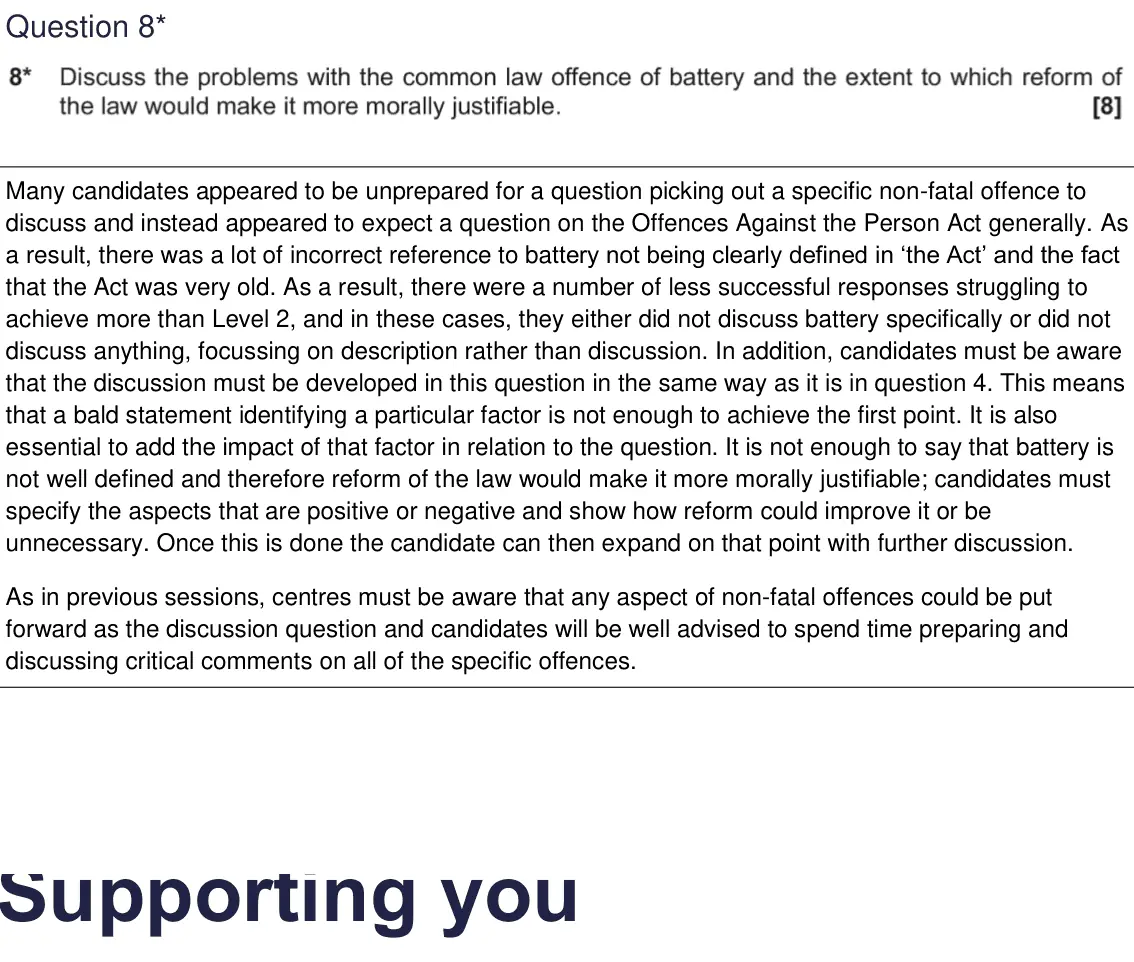 Question 8*
8* Discuss the problems with the common law offence of battery and the extent to which reform of
the law would make it more morally justifiable. [8]
Many candidates appeared to be unprepared for a question picking out a specific non-fatal offence to
discuss and instead appeared to expect a question on the Offences Against the Person Act generally. As
a result, there was a lot of incorrect reference to battery not being clearly defined in ‘the Act’ and the fact
that the Act was very old. As a result, there were a number of less successful responses struggling to
achieve more than Level 2, and in these cases, they either did not discuss battery specifically or did not
discuss anything, focussing on description rather than discussion. In addition, candidates must be aware
that the discussion must be developed in this question in the same way as it is in question 4. This means
that a bald statement identifying a particular factor is not enough to achieve the first point. It is also
essential to add the impact of that factor in relation to the question. It is not enough to say that battery is
not well defined and therefore reform of the law would make it more morally justifiable; candidates must
specify the aspects that are positive or negative and show how reform could improve it or be
unnecessary. Once this is done the candidate can then expand on that point with further discussion.
As in previous sessions, centres must be aware that any aspect of non-fatal offences could be put
forward as the discussion question and candidates will be well advised to spend time preparing and
discussing critical comments on all of the specific offences.
Supporting you